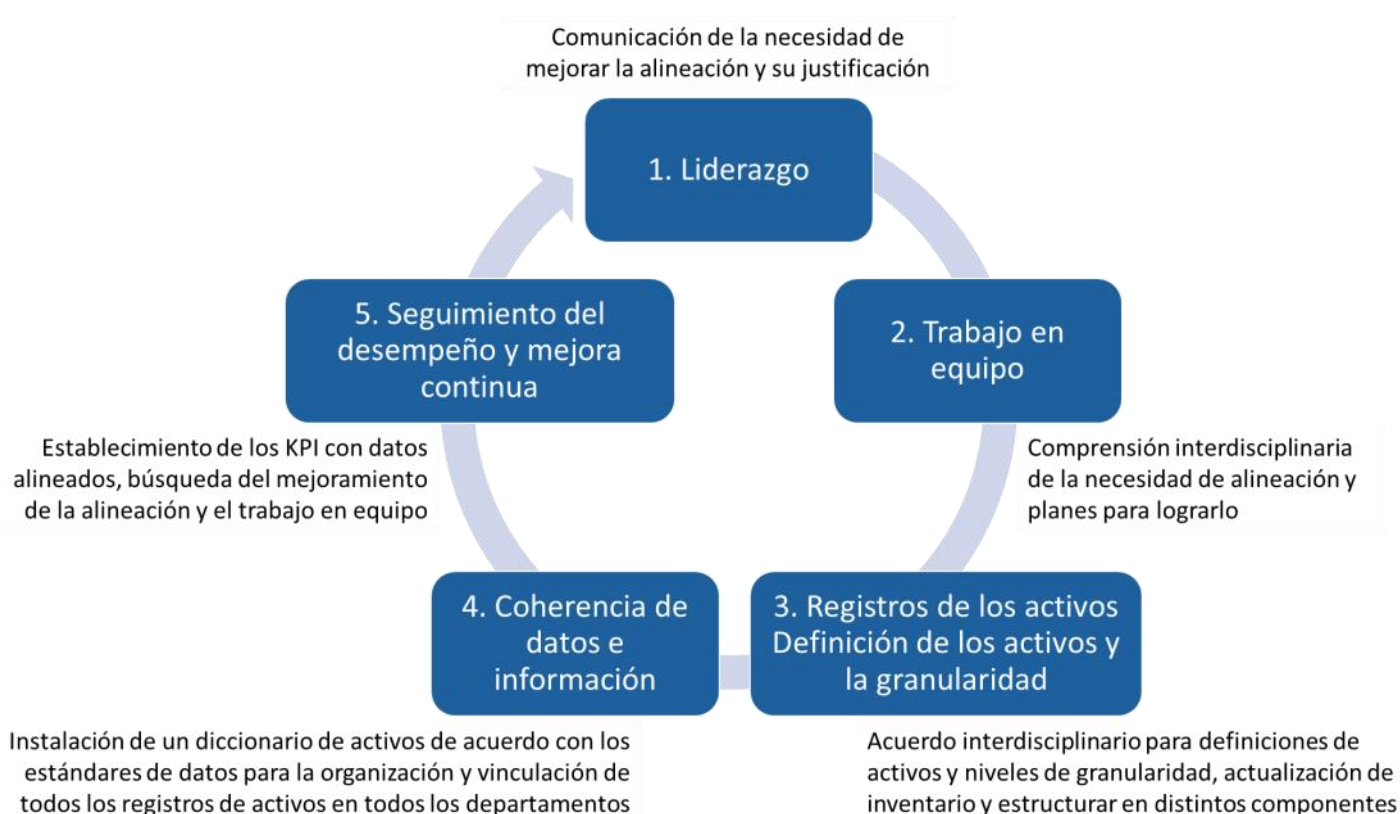 Comunicación de la necesidad de
mejorar la alineación y su justificación
1. Liderazgo
2. Trabajo en
equipo
Comprensión interdisciplinaria
de la necesidad de alineación y
planes para lograrlo
3. Registros de los activos
Definición de los activos y
la granularidad
Acuerdo interdisciplinario para definiciones de
activos y niveles de granularidad, actualización de
inventario y estructurar en distintos componentes
4. Coherencia de
datos e
información
Instalación de un diccionario de activos de acuerdo con los
estándares de datos para la organización y vinculación de
todos los registros de activos en todos los departamentos
5. Seguimiento del
desempeño y mejora
continua
Establecimiento de los KPI con datos
alineados, búsqueda del mejoramiento
de la alineación y el trabajo en equipo